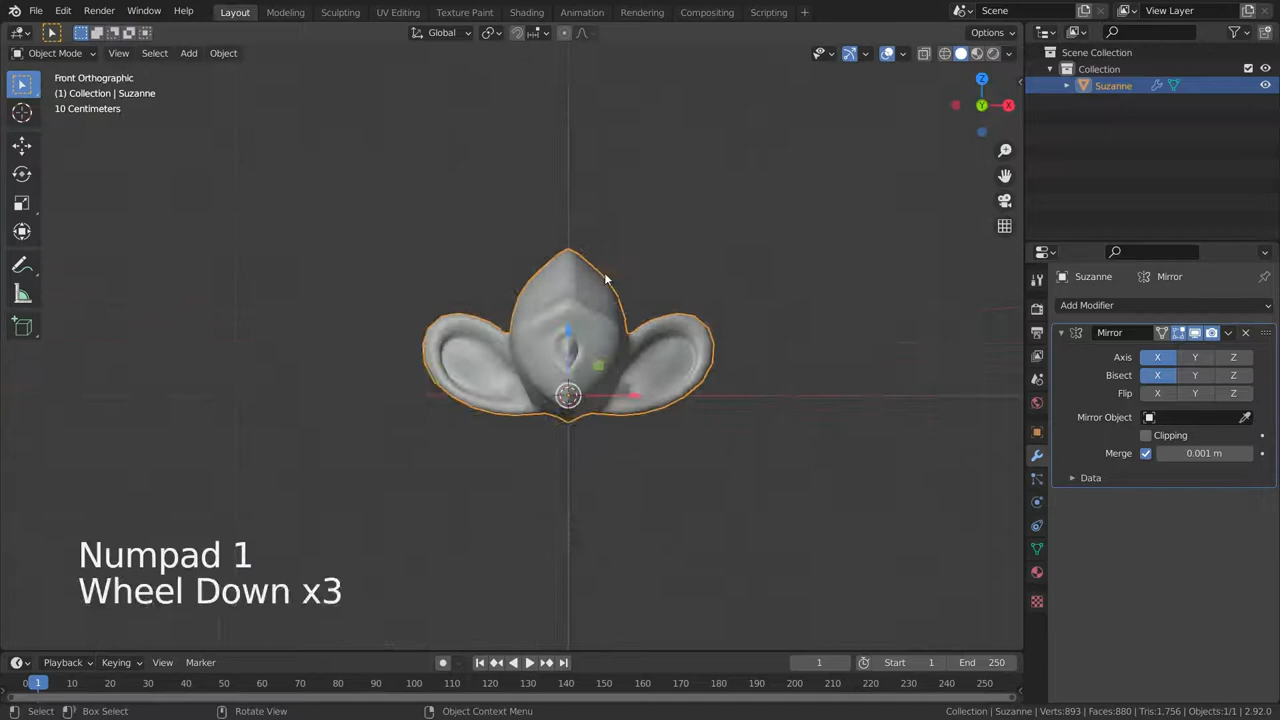 File Edit Render Window Help Layout Modeling Sculpting UV Editing Texture Paint Shading Animation Rendering Compositing Scripting + Scene View Layer
Global Options
Object Mode View Select Add Object
Front Orthographic
(1) Collection | Suzanne
10 Centimeters
Z
Y
X
Scene Collection
Collection
Suzanne
Suzanne Mirror
Add Modifier
Mirror
Axis X Y Z
Bisect X Y Z
Flip X Y Z
Mirror Object
Clipping
Merge 0.001 m
Data
Numpad 1
Wheel Down x3
Playback Keying View Marker 1 Start 1 End 250
0 1 10 20 30 40 50 60 70 80 90 100 110 120 130 140 150 160 170 180 190 200 210 220 230 240 250
Select Box Select Rotate View Object Context Menu Collection | Suzanne | Verts:893 | Faces:880 | Tris:1,756 | Objects:1/1 | 2.92.0